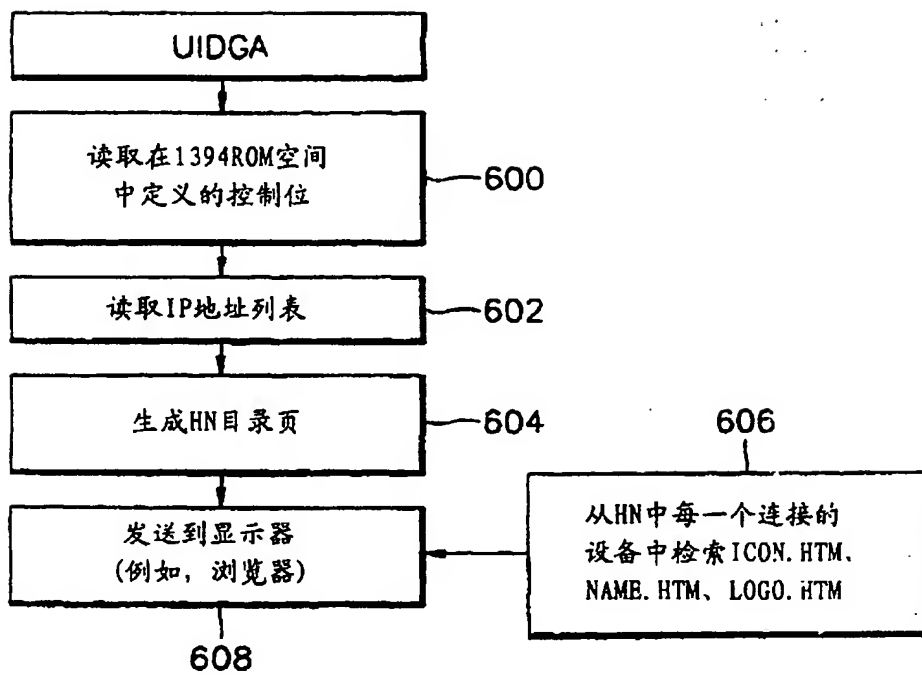 UIDGA
读取在1394ROM空间
中定义的控制位
600
读取IP地址列表
602
生成HN目录页
604
606
发送到显示器
(例如, 浏览器)
608
从HN中每一个连接的
设备中检索ICON.HTM、
NAME.HTM、LOGO.HTM